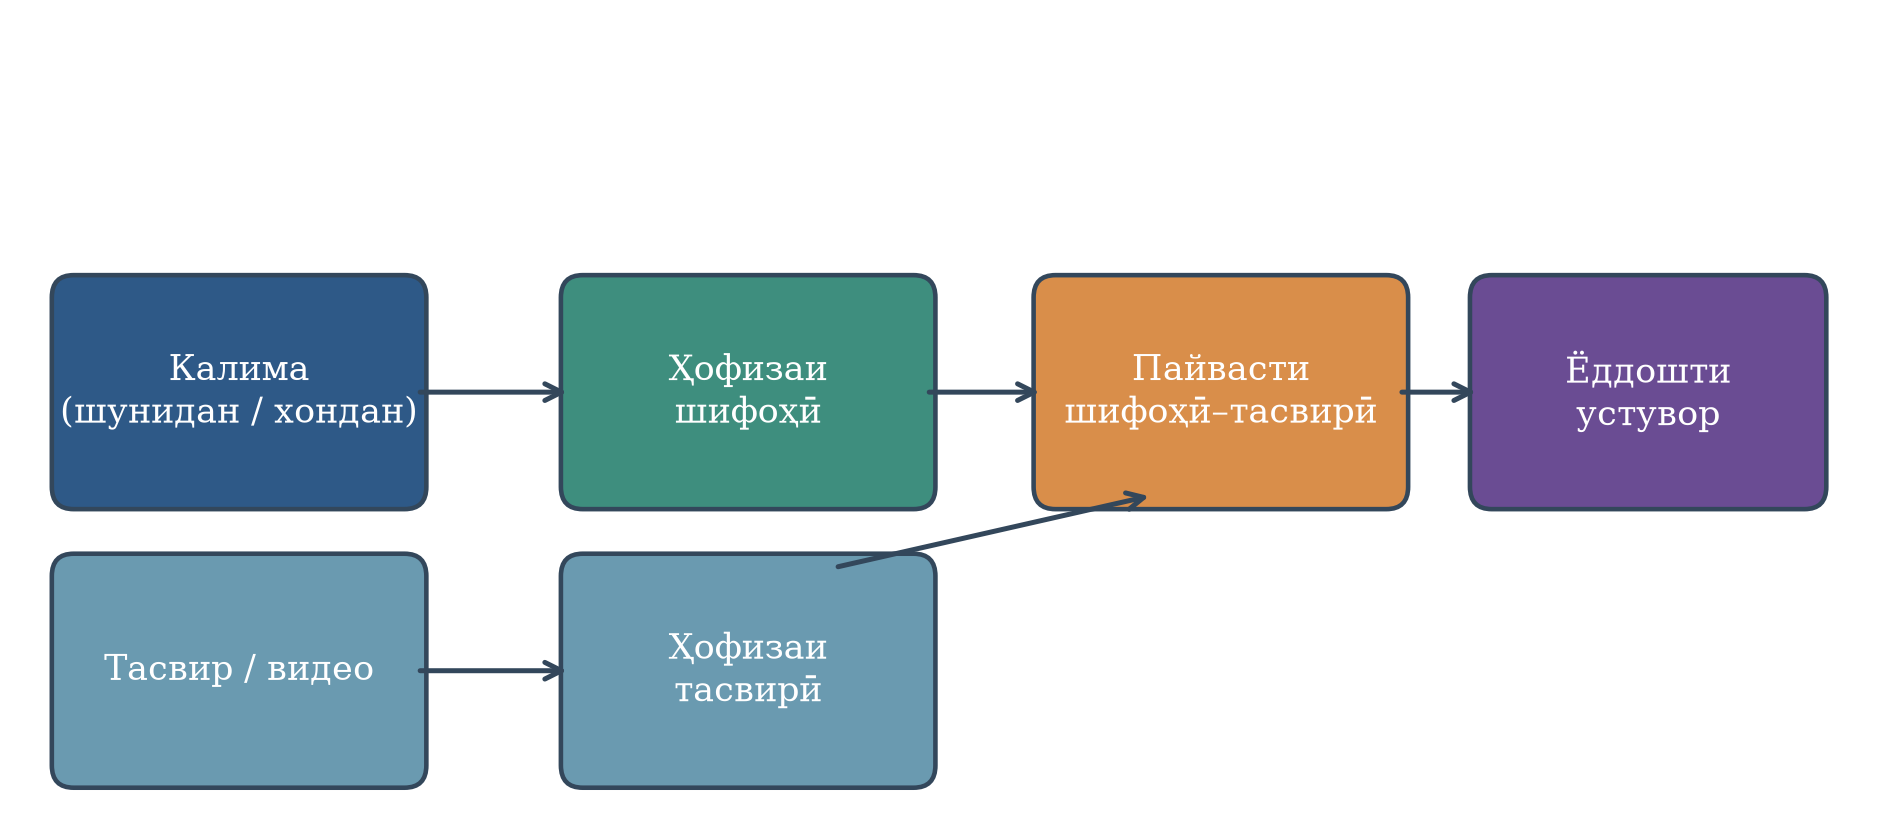 Калима
(шунидан / хондан)
Ҳофизаи
шифоҳӣ
Пайвасти
шифоҳӣ–тасвирӣ
Ёддошти
устувор
Тасвир / видео
Ҳофизаи
тасвирӣ